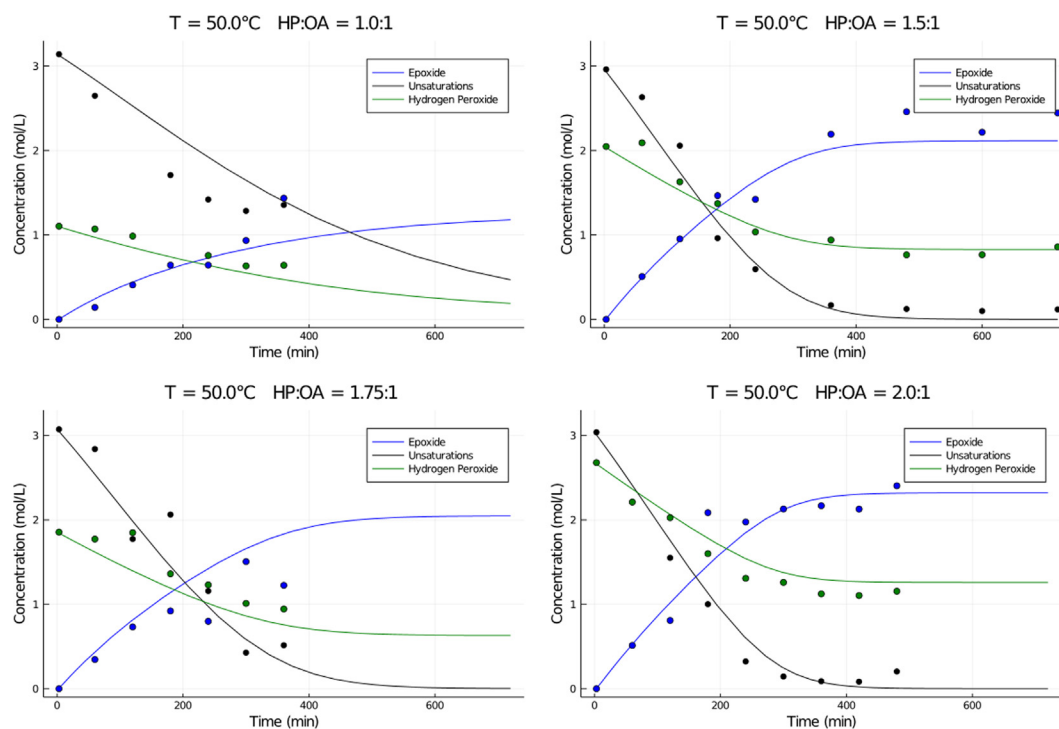 T = 50.0°C HP:OA = 1.0:1
3
2
1
0
Concentration (mol/L)
Epoxide
Unsaturations
Hydrogen Peroxide
0 200 400 600
Time (min)
T = 50.0°C HP:OA = 1.5:1
3
2
1
0
Concentration (mol/L)
Epoxide
Unsaturations
Hydrogen Peroxide
0 200 400 600
Time (min)
T = 50.0°C HP:OA = 1.75:1
3
2
1
0
Concentration (mol/L)
Epoxide
Unsaturations
Hydrogen Peroxide
0 200 400 600
Time (min)
T = 50.0°C HP:OA = 2.0:1
3
2
1
0
Concentration (mol/L)
Epoxide
Unsaturations
Hydrogen Peroxide
0 200 400 600
Time (min)